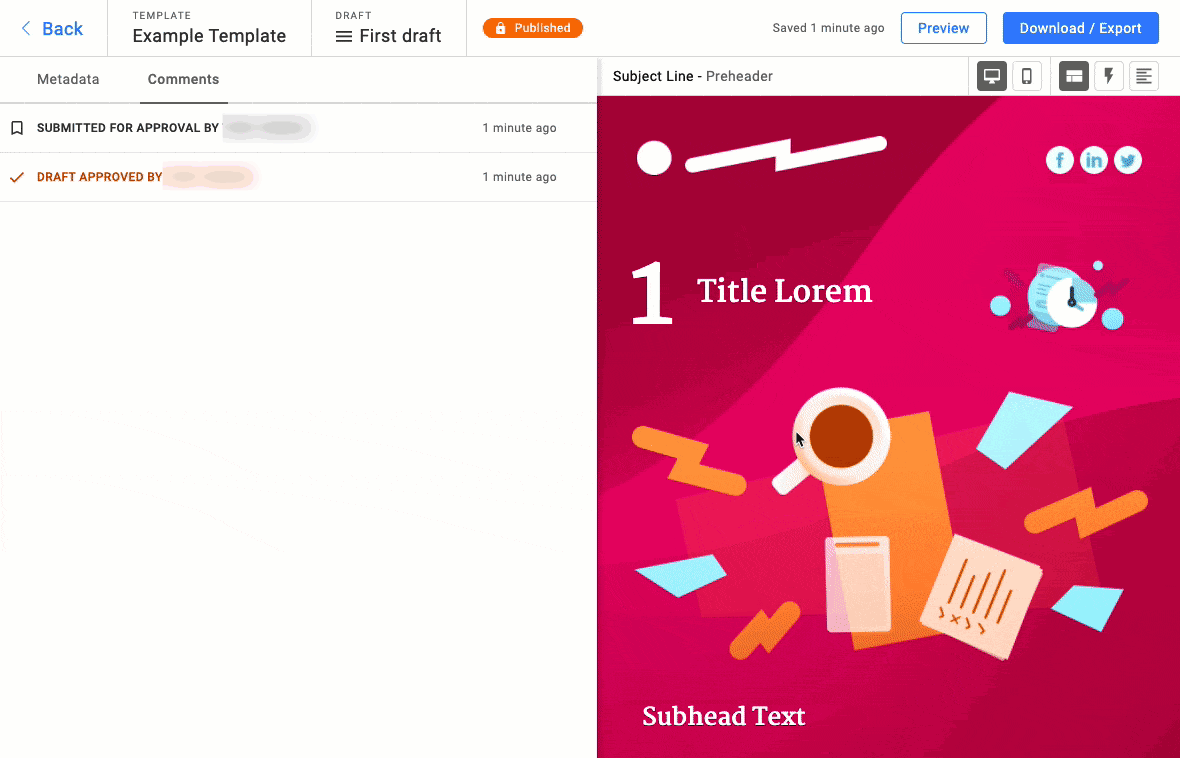 Back
TEMPLATE
Example Template
DRAFT
First draft
Published
Saved 1 minute ago
Preview
Download / Export
Metadata
Comments
Subject Line - Preheader
SUBMITTED FOR APPROVAL BY
1 minute ago
DRAFT APPROVED BY
1 minute ago
f
in
1
Title Lorem
Subhead Text